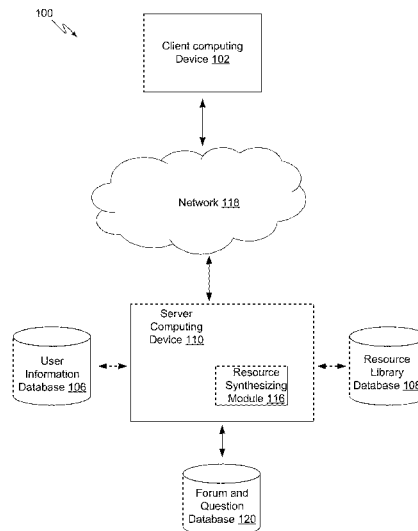 100
Client computing
Device 102
Network 118
Server
Computing
Device 110
Resource
Synthesizing
Module 116
User
Information
Database 106
Resource
Library
Database 108
Forum and
Question
Database
120